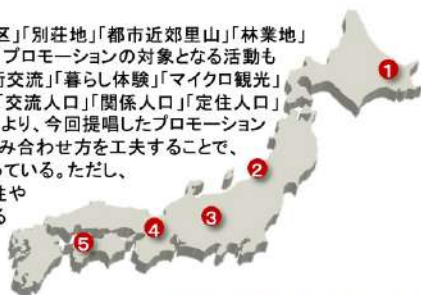 区」「別荘地」「都市近郊里山」「林業地」
プロモーションの対象となる活動も
術交流」「暮らし体験」「マイクロ観光」
「交流人口」「関係人口」「定住人口」
より、今回提唱したプロモーション
み合わせ方を工夫することで、
っている。ただし、
性や
る
1
2
3
4
5